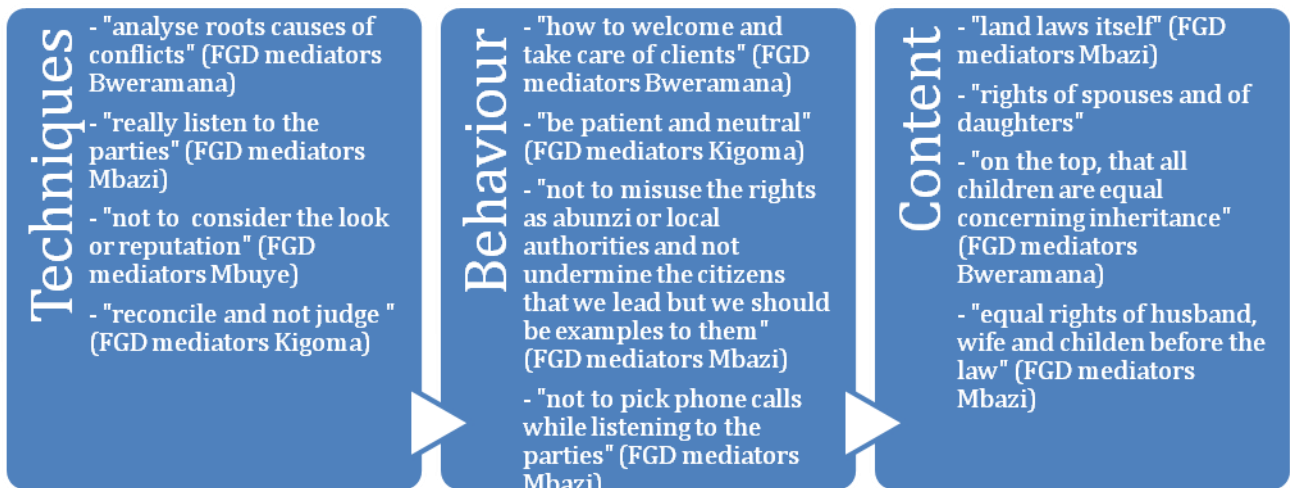 Techniques
- "analyse roots causes of
conflicts" (FGD mediators
Bweramana)
- "really listen to the
parties" (FGD mediators
Mbazi)
- "not to  consider the look
or reputation" (FGD
mediators Mbuye)
- "reconcile and not judge "
(FGD mediators Kigoma)
Behaviour
- "how to welcome and
take care of clients" (FGD
mediators Bweramana)
- "be patient and neutral"
(FGD mediators Kigoma)
- "not to misuse the rights
as abunzi or local
authorities and not
undermine the citizens
that we lead but we should
be examples to them"
(FGD mediators Mbazi)
- "not to pick phone calls
while listening to the
parties" (FGD mediators
Mbazi)
Content
- "land laws itself" (FGD
mediators Mbazi)
- "rights of spouses and of
daughters"
- "on the top, that all
children are equal
concerning inheritance"
(FGD mediators
Bweramana)
- "equal rights of husband,
wife and childen before the
law" (FGD mediators
Mbazi)